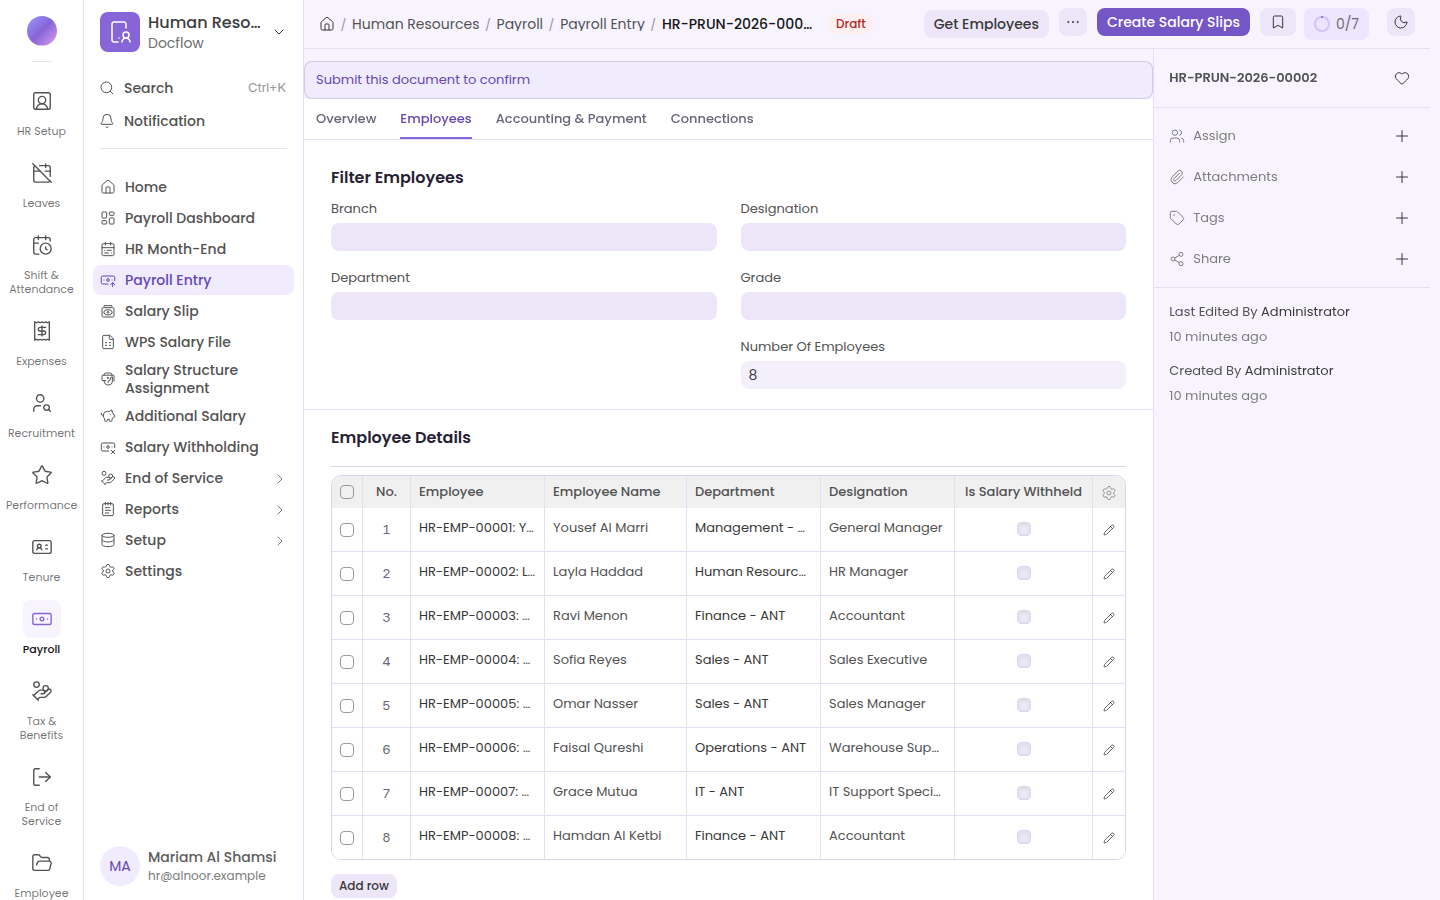 HR Setup
Leaves
Shift &
Attendance
Expenses
Recruitment
Performance
Tenure
Payroll
Tax &
Benefits
End of
Service
Employee
Human Reso...
Docflow
Search Ctrl+K
Notification
Home
Payroll Dashboard
HR Month-End
Payroll Entry
Salary Slip
WPS Salary File
Salary Structure
Assignment
Additional Salary
Salary Withholding
End of Service
Reports
Setup
Settings
MA
Mariam Al Shamsi
hr@alnoor.example
/ Human Resources / Payroll / Payroll Entry / HR-PRUN-2026-000... Draft
Get Employees ... Create Salary Slips 0/7
Submit this document to confirm
Overview Employees Accounting & Payment Connections
Filter Employees
Branch Designation
Department Grade
Number Of Employees
8
Employee Details
No. Employee Employee Name Department Designation Is Salary Withheld
1 HR-EMP-00001: Y... Yousef Al Marri Management - ... General Manager
2 HR-EMP-00002: L... Layla Haddad Human Resourc... HR Manager
3 HR-EMP-00003: ... Ravi Menon Finance - ANT Accountant
4 HR-EMP-00004: ... Sofia Reyes Sales - ANT Sales Executive
5 HR-EMP-00005: ... Omar Nasser Sales - ANT Sales Manager
6 HR-EMP-00006: ... Faisal Qureshi Operations - ANT Warehouse Sup...
7 HR-EMP-00007: ... Grace Mutua IT - ANT IT Support Speci...
8 HR-EMP-00008: ... Hamdan Al Ketbi Finance - ANT Accountant
Add row
HR-PRUN-2026-00002
Assign
Attachments
Tags
Share
Last Edited By Administrator
10 minutes ago
Created By Administrator
10 minutes ago